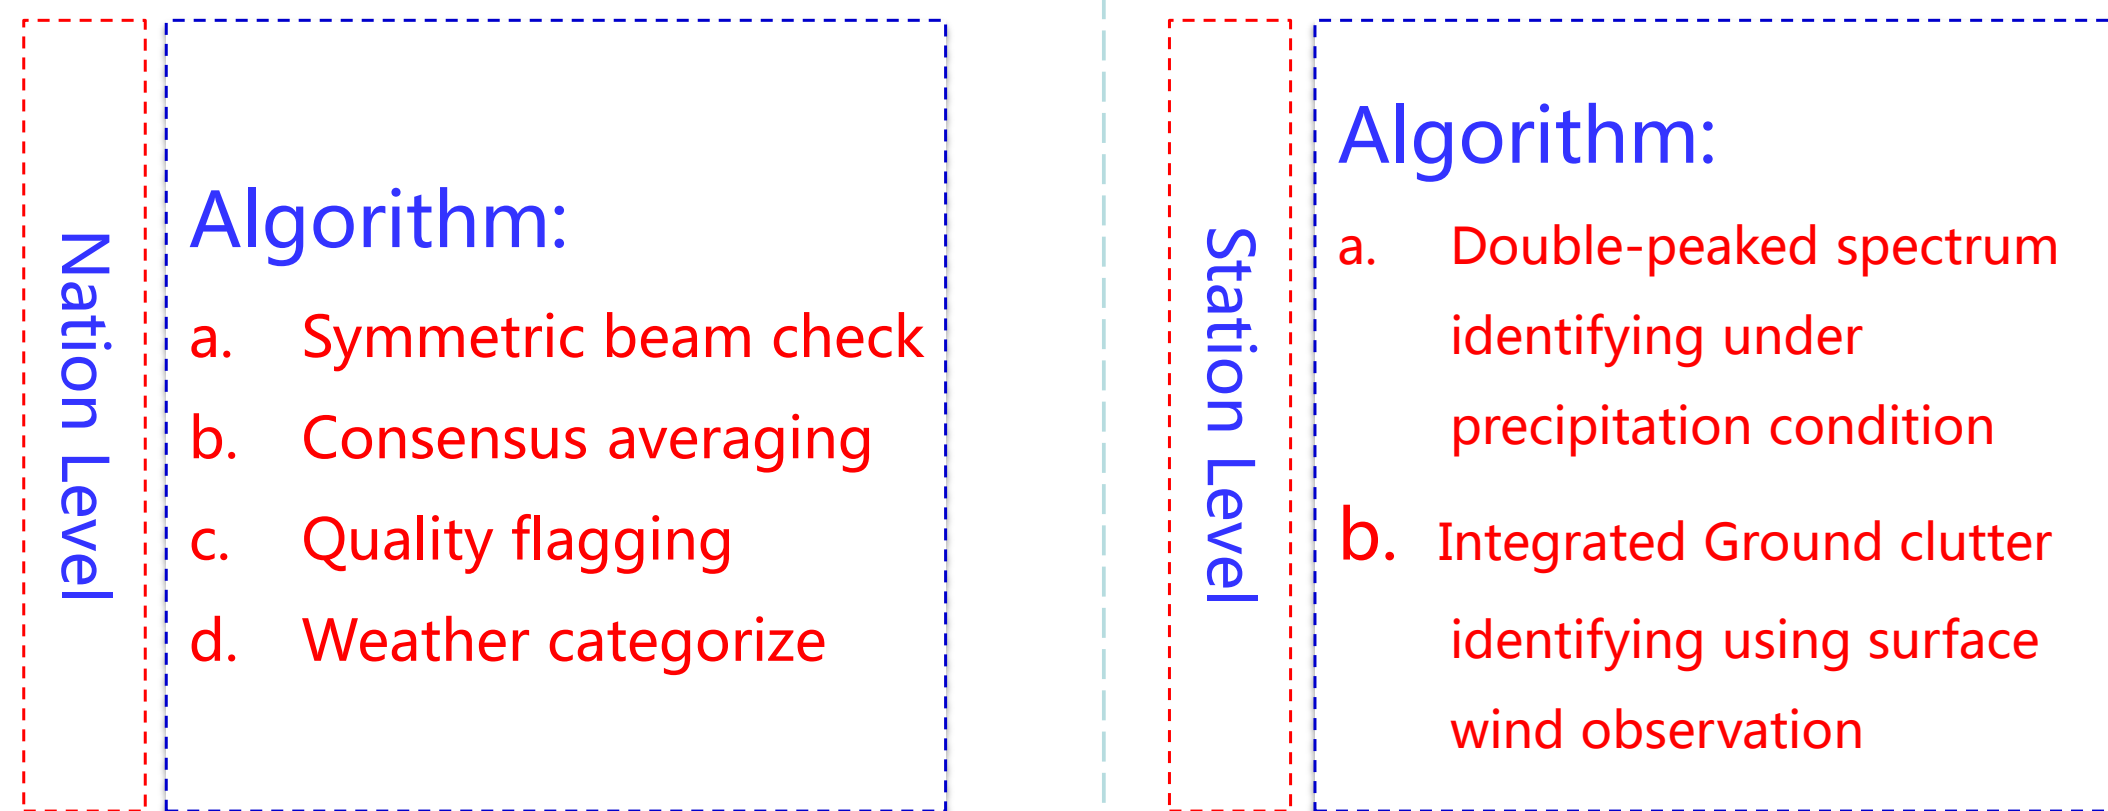 Nation Level
Algorithm:
a. Symmetric beam check
b. Consensus averaging
c. Quality flagging
d. Weather categorize
Station Level
Algorithm:
a. Double-peaked spectrum
identifying under
precipitation condition
b. Integrated Ground clutter
identifying using surface
wind observation